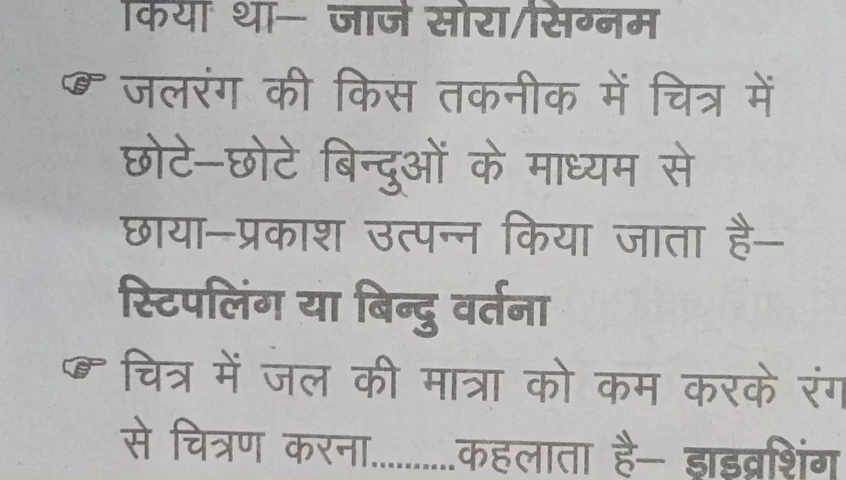 किया था– जार्ज सोरा/सिग्नम
☞ जलरंग की किस तकनीक में चित्र में
छोटे–छोटे बिन्दुओं के माध्यम से
छाया–प्रकाश उत्पन्न किया जाता है–
स्टिपलिंग या बिन्दु वर्तना
☞ चित्र में जल की मात्रा को कम करके रंग
से चित्रण करना..........कहलाता है– ड्राइब्रशिंग